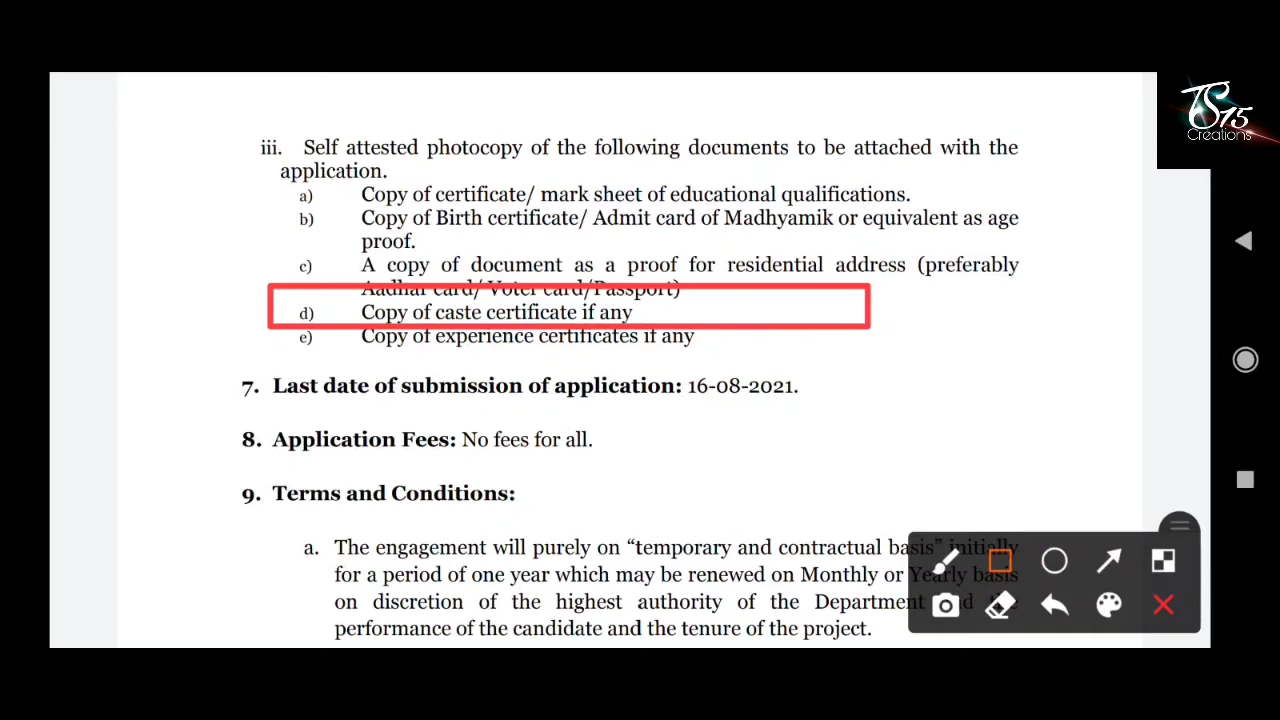 TS15
Creations
iii. Self attested photocopy of the following documents to be attached with the
application.
a) Copy of certificate/ mark sheet of educational qualifications.
b) Copy of Birth certificate/ Admit card of Madhyamik or equivalent as age
proof.
c) A copy of document as a proof for residential address (preferably
Aadhar card/ Voter card/Passport)
d) Copy of caste certificate if any
e) Copy of experience certificates if any
7. Last date of submission of application: 16-08-2021.
8. Application Fees: No fees for all.
9. Terms and Conditions:
a. The engagement will purely on “temporary and contractual basis” initially
for a period of one year which may be renewed on Monthly or Yearly basis
on discretion of the highest authority of the Department and the
performance of the candidate and the tenure of the project.